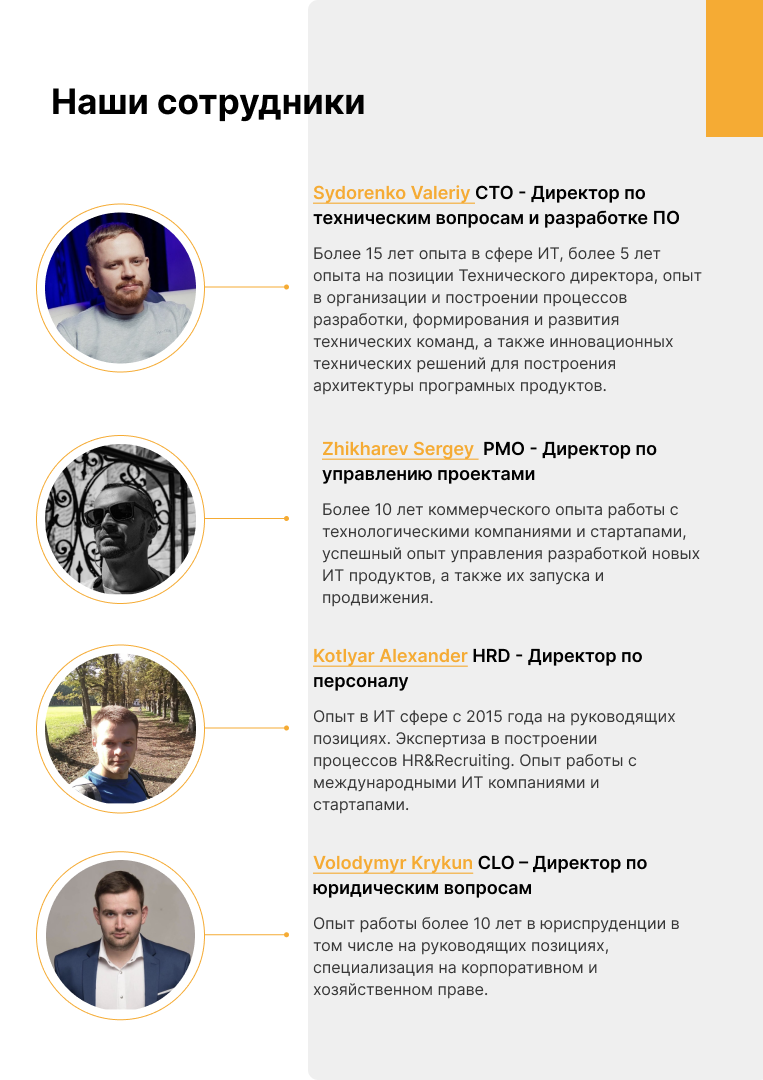 Наши сотрудники
Sydorenko Valeriy CTO - Директор по
техническим вопросам и разработке ПО
Более 15 лет опыта в сфере ИТ, более 5 лет
опыта на позиции Технического директора, опыт
в организации и построении процессов
разработки, формирования и развития
технических команд, а также инновационных
технических решений для построения
архитектуры програмных продуктов.
Zhikharev Sergey PMO - Директор по
управлению проектами
Более 10 лет коммерческого опыта работы с
технологическими компаниями и стартапами,
успешный опыт управления разработкой новых
ИТ продуктов, а также их запуска и
продвижения.
Kotlyar Alexander HRD - Директор по
персоналу
Опыт в ИТ сфере с 2015 года на руководящих
позициях. Экспертиза в построении
процессов HR&Recruiting. Опыт работы с
международными ИТ компаниями и
стартапами.
Volodymyr Krykun CLO – Директор по
юридическим вопросам
Опыт работы более 10 лет в юриспруденции в
том числе на руководящих позициях,
специализация на корпоративном и
хозяйственном праве.